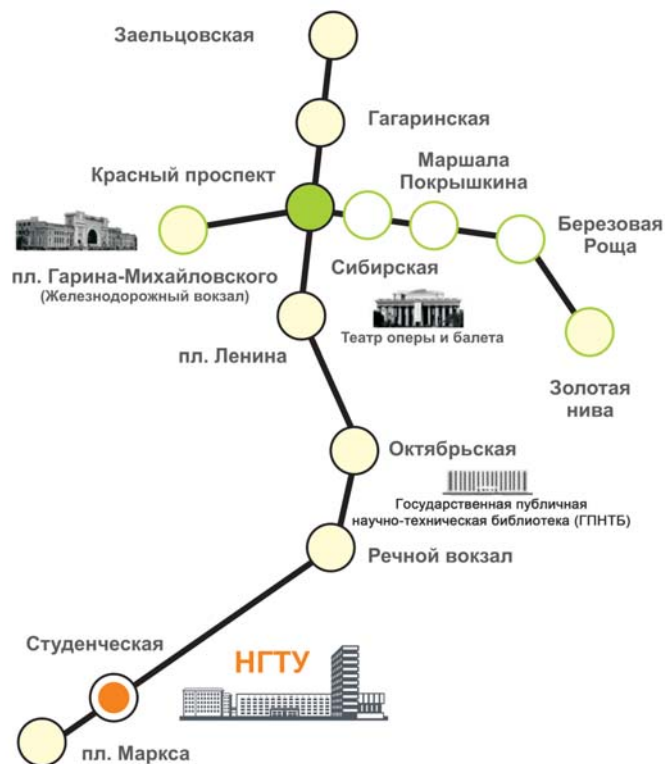 Заельцовская
Гагаринская
Маршала
Покрышкина
Красный проспект
Березовая
Роща
пл. Гарина-Михайловского
(Железнодорожный вокзал)
Сибирская
Театр оперы и балета
пл. Ленина
Золотая
нива
Октябрьская
Государственная публичная
научно-техническая библиотека (ГПНТБ)
Речной вокзал
Студенческая
НГТУ
пл. Маркса